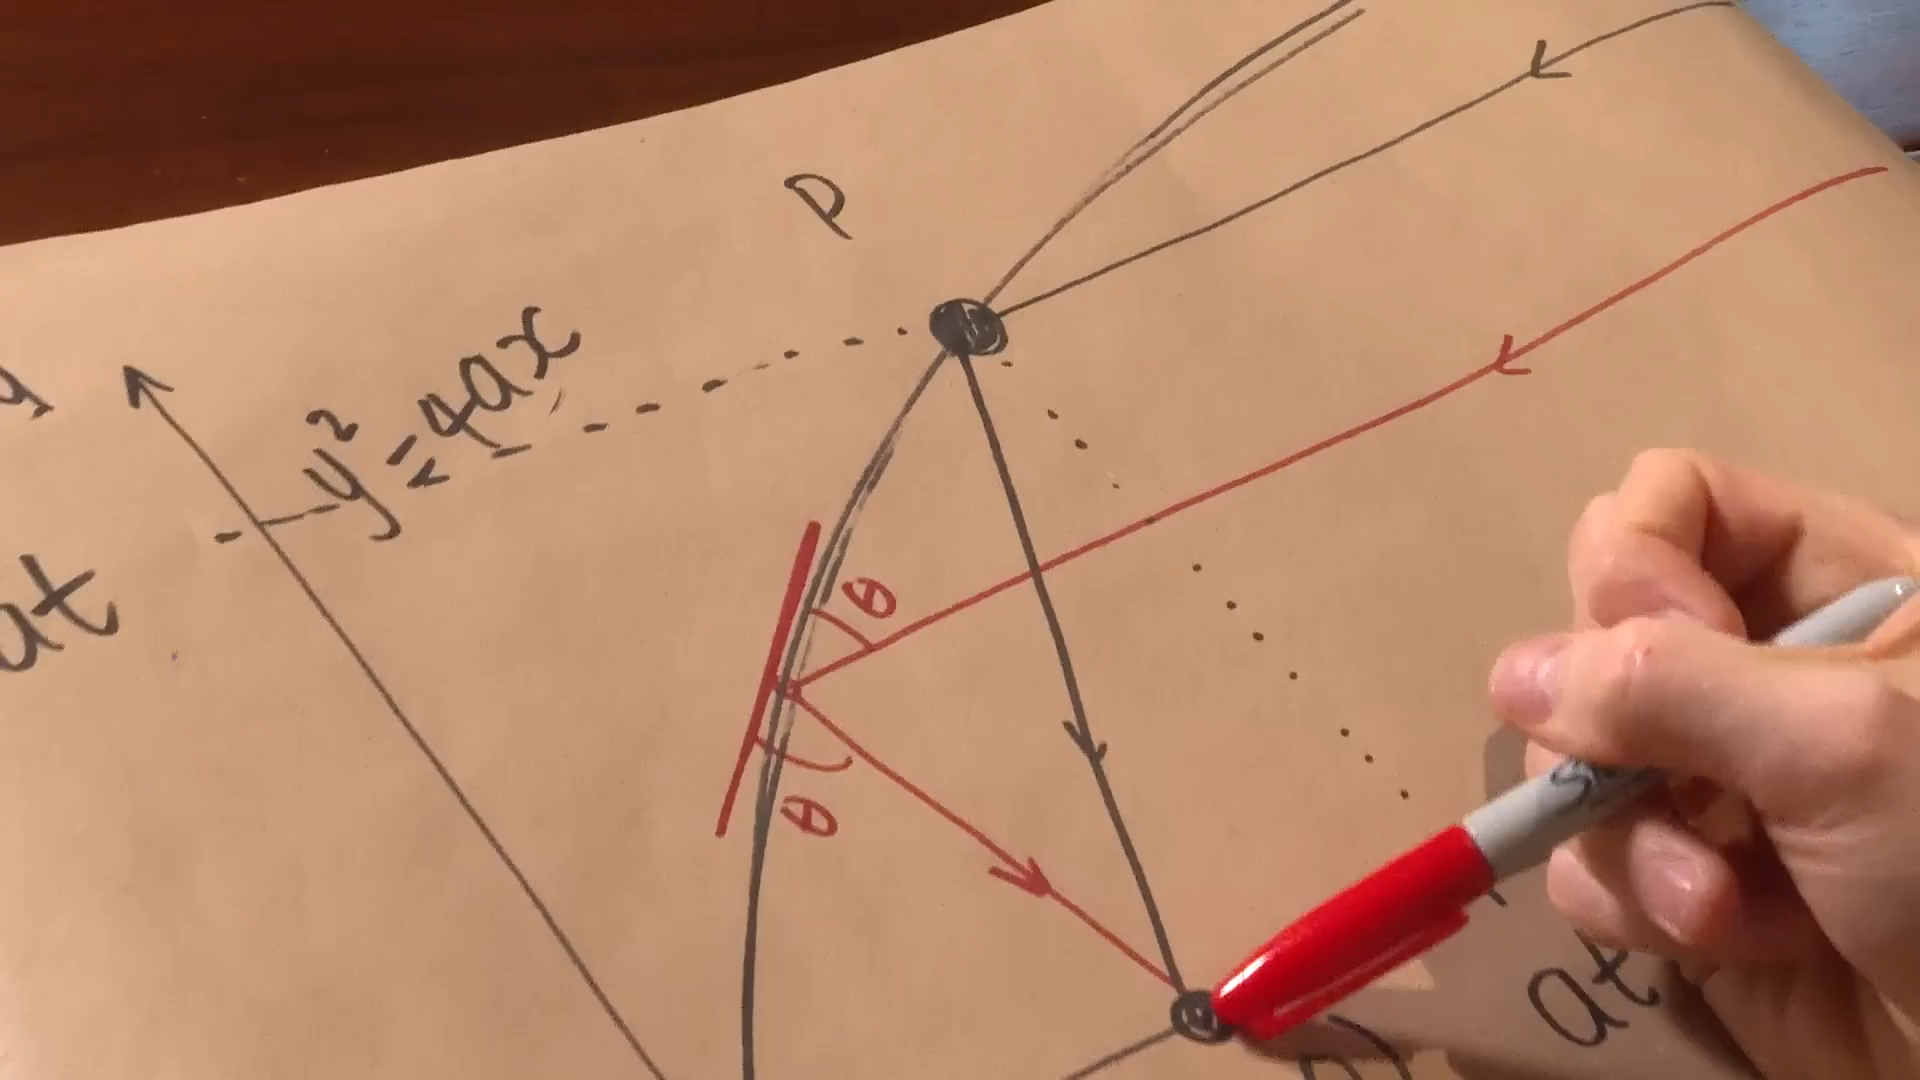 P
y
y² = 4ax
at
θ
θ
at